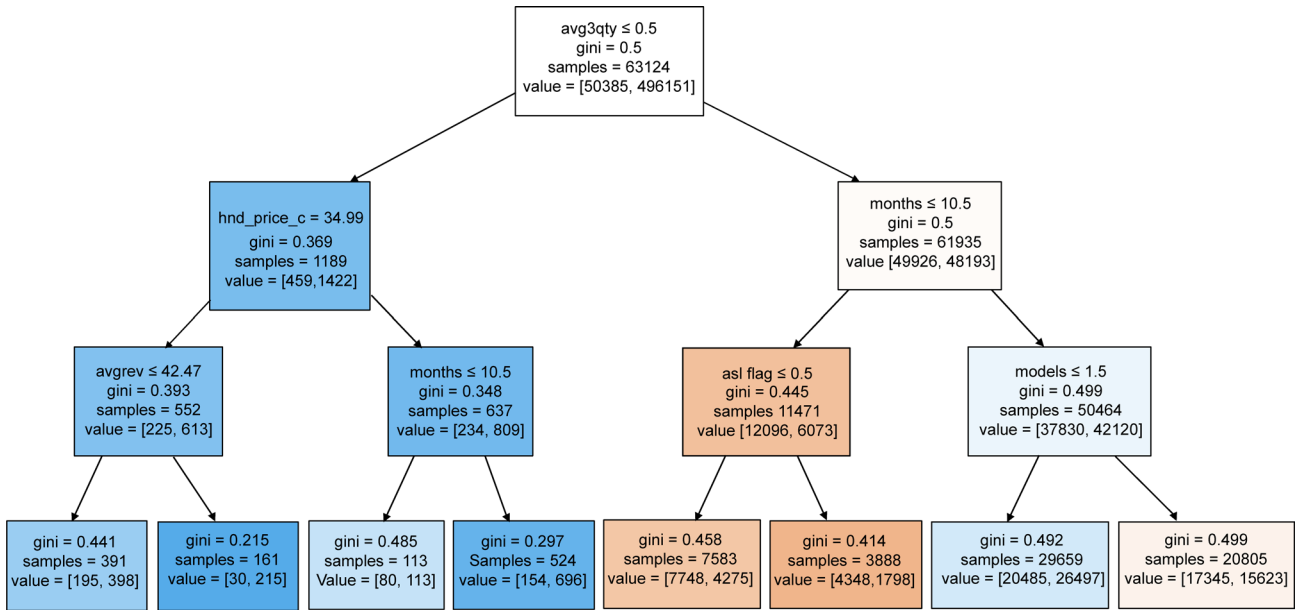 avg3qty ≤ 0.5
gini = 0.5
samples = 63124
value = [50385, 496151]
hnd_price_c = 34.99
gini = 0.369
samples = 1189
value = [459,1422]
months ≤ 10.5
gini = 0.5
samples = 61935
value [49926, 48193]
avgrev ≤ 42.47
gini = 0.393
samples = 552
value = [225, 613]
months ≤ 10.5
gini = 0.348
samples = 637
value = [234, 809]
asl flag ≤ 0.5
gini = 0.445
samples 11471
value [12096, 6073]
models ≤ 1.5
gini = 0.499
samples = 50464
value = [37830, 42120]
gini = 0.441
samples = 391
value = [195, 398]
gini = 0.215
samples = 161
value = [30, 215]
gini = 0.485
samples = 113
Value = [80, 113]
gini = 0.297
Samples = 524
value = [154, 696]
gini = 0.458
samples = 7583
value = [7748, 4275]
gini = 0.414
samples = 3888
value = [4348,1798]
gini = 0.492
samples = 29659
value = [20485, 26497]
gini = 0.499
samples = 20805
value = [17345, 15623]